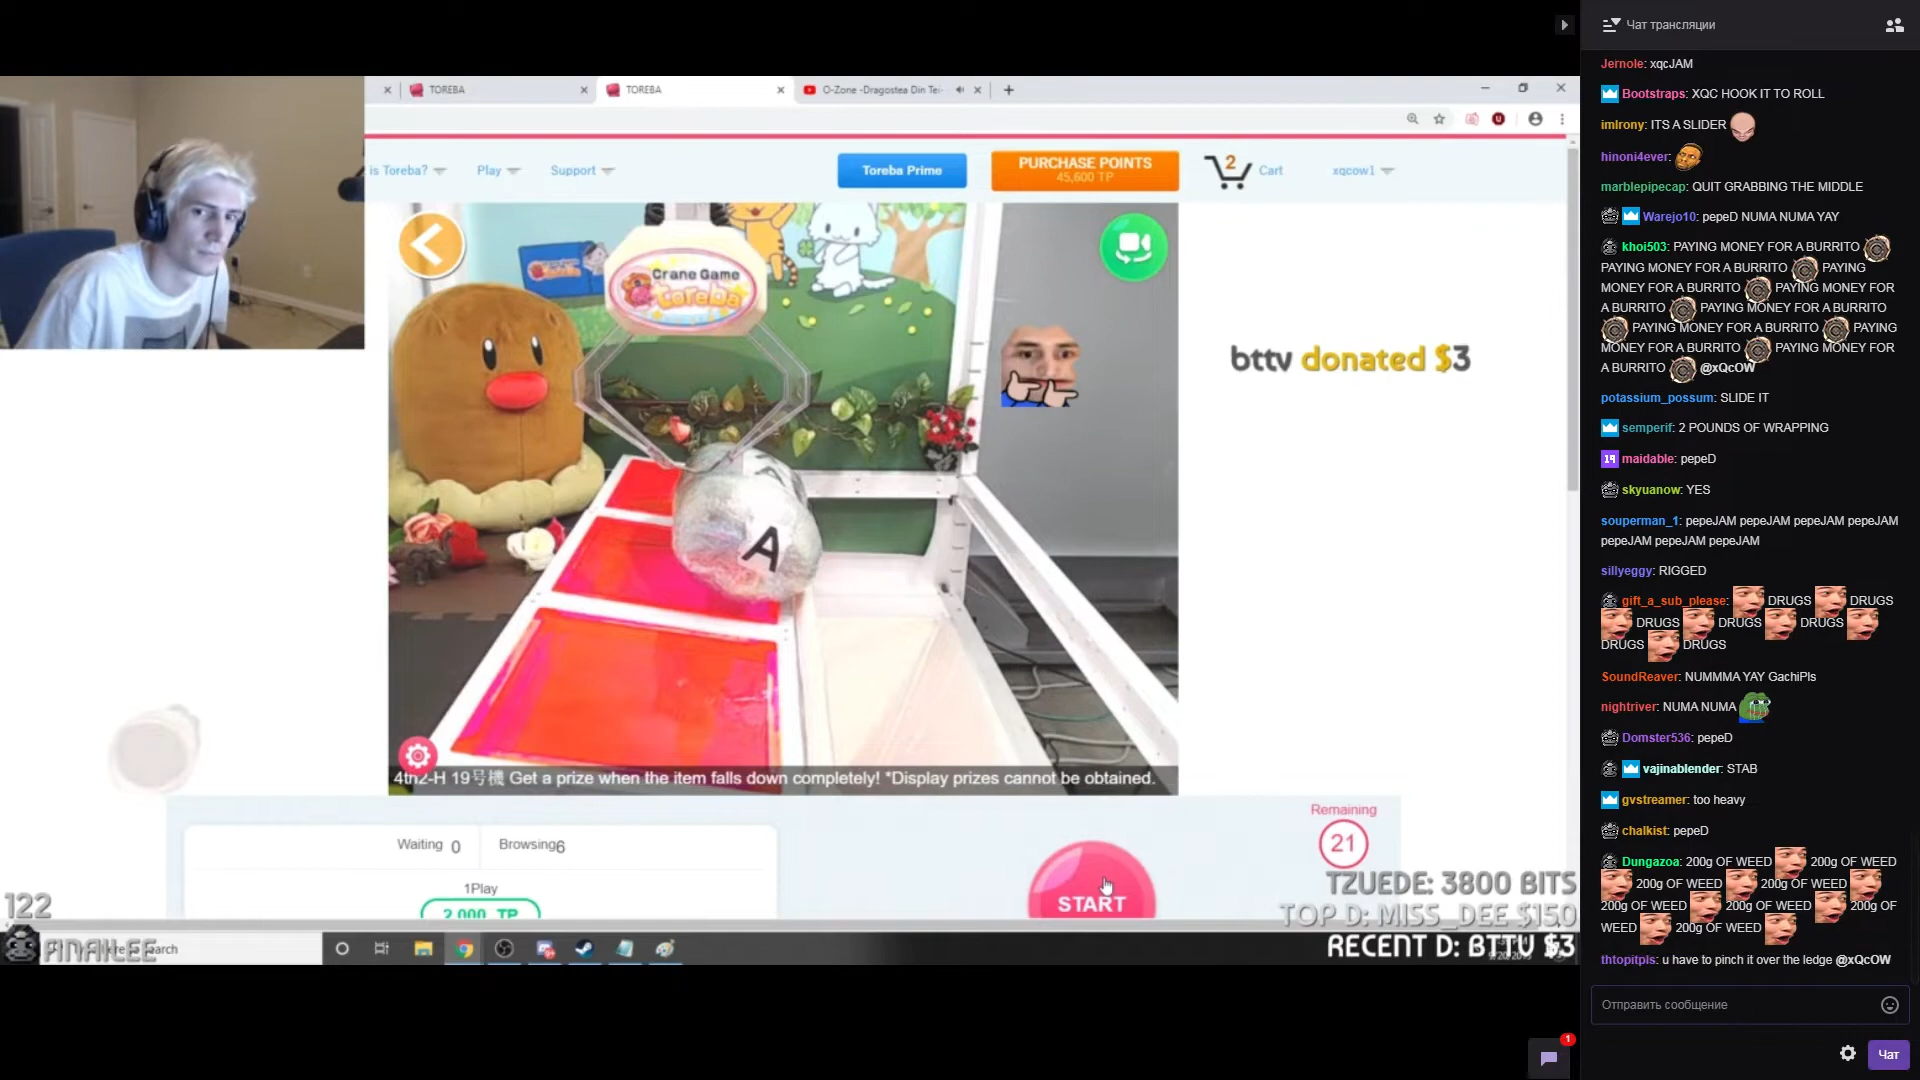 TOREBA
TOREBA
O-Zone -Dragostea Din Tei
is Toreba?
Play
Support
Toreba Prime
PURCHASE POINTS
45,600 TP
2
Cart
xqcow1
Crane Game
toreba
A
A
bttv donated $3
4th2-H 19号機 Get a prize when the item falls down completely! *Display prizes cannot be obtained.
Waiting 0
Browsing6
1Play
2,000 TP
Remaining
21
START
TZUEDE: 3800 BITS
TOP D: MISS_DEE $150
RECENT D: BTTV $3
122
Чат трансляции
Jernole: xqcJAM
Bootstraps: XQC HOOK IT TO ROLL
imIrony: ITS A SLIDER
hinoni4ever:
marblepipecap: QUIT GRABBING THE MIDDLE
Warejo10: pepeD NUMA NUMA YAY
khoi503: PAYING MONEY FOR A BURRITO
PAYING MONEY FOR A BURRITO PAYING
MONEY FOR A BURRITO PAYING MONEY FOR
A BURRITO PAYING MONEY FOR A BURRITO
PAYING MONEY FOR A BURRITO PAYING
MONEY FOR A BURRITO PAYING MONEY FOR
A BURRITO @xQcOW
potassium_possum: SLIDE IT
semperif: 2 POUNDS OF WRAPPING
19 maidable: pepeD
skyuanow: YES
souperman_1: pepeJAM pepeJAM pepeJAM pepeJAM
pepeJAM pepeJAM pepeJAM
sillyeggy: RIGGED
gift_a_sub_please: DRUGS DRUGS
DRUGS DRUGS DRUGS
DRUGS DRUGS
SoundReaver: NUMMMA YAY GachiPls
nightriver: NUMA NUMA
Domster536: pepeD
vajinablender: STAB
gvstreamer: too heavy
chalkist: pepeD
Dungazoa: 200g OF WEED 200g OF WEED
200g OF WEED 200g OF WEED
200g OF WEED 200g OF WEED 200g OF
WEED 200g OF WEED
thtopitpls: u have to pinch it over the ledge @xQcOW
Отправить сообщение
1
Чат